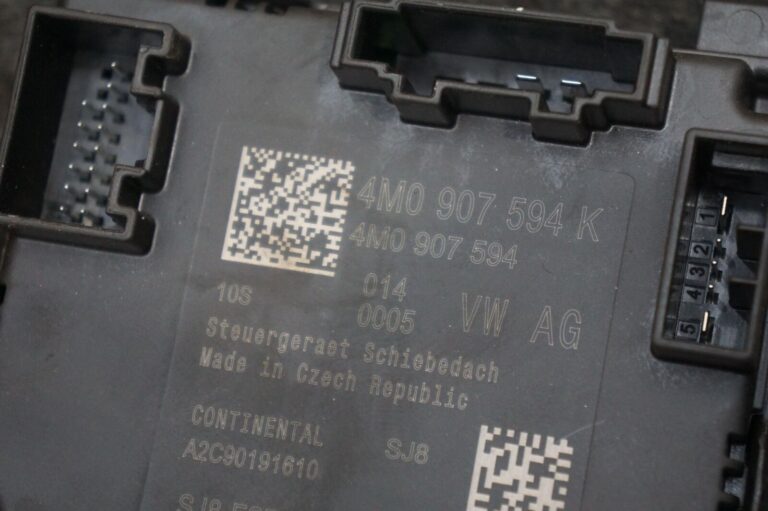 4M0 907 594 K
4M0 907 594
10S 014
0005 VW AG
Steuergeraet Schiebedach
Made in Czech Republic
CONTINENTAL SJ8
A2C90191610
SJ8
1
2
3
4
5